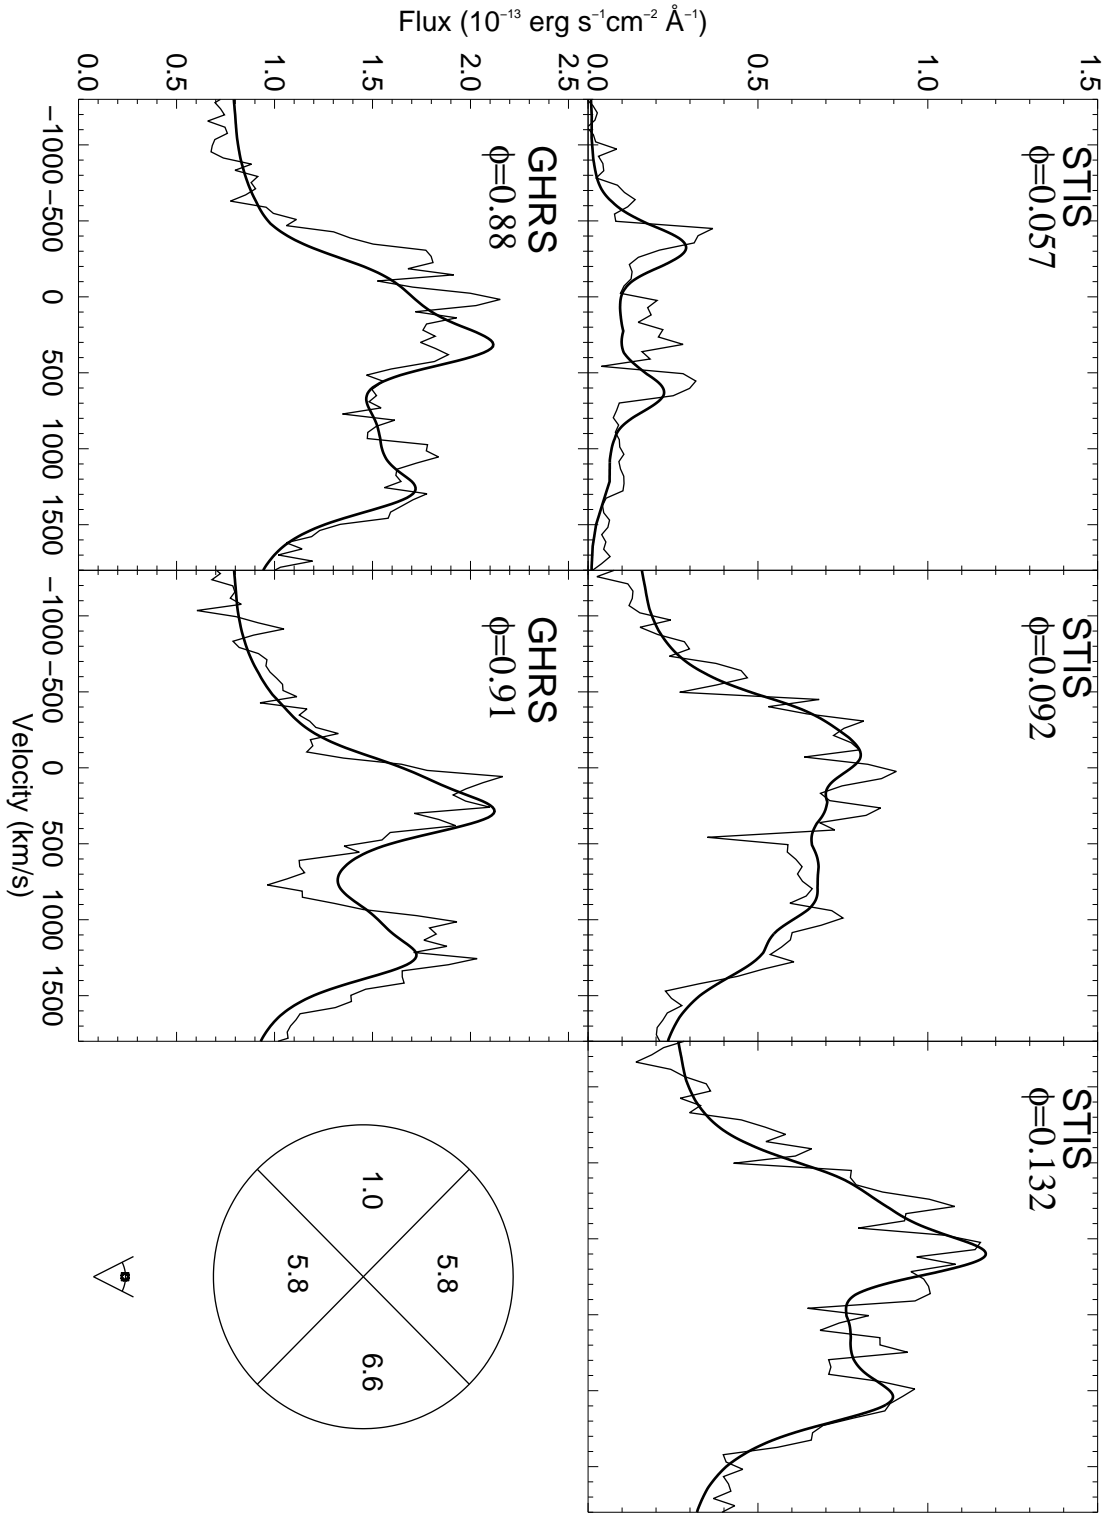 Flux (10⁻¹³ erg s⁻¹cm⁻² Å⁻¹)
0.0 0.5 1.0 1.5
STIS
φ=0.057
STIS
φ=0.092
STIS
φ=0.132
0.0 0.5 1.0 1.5 2.0 2.5
GHRS
φ=0.88
GHRS
φ=0.91
−1000 −500 0 500 1000 1500
−1000 −500 0 500 1000 1500
Velocity (km/s)
5.8
1.0
6.6
5.8